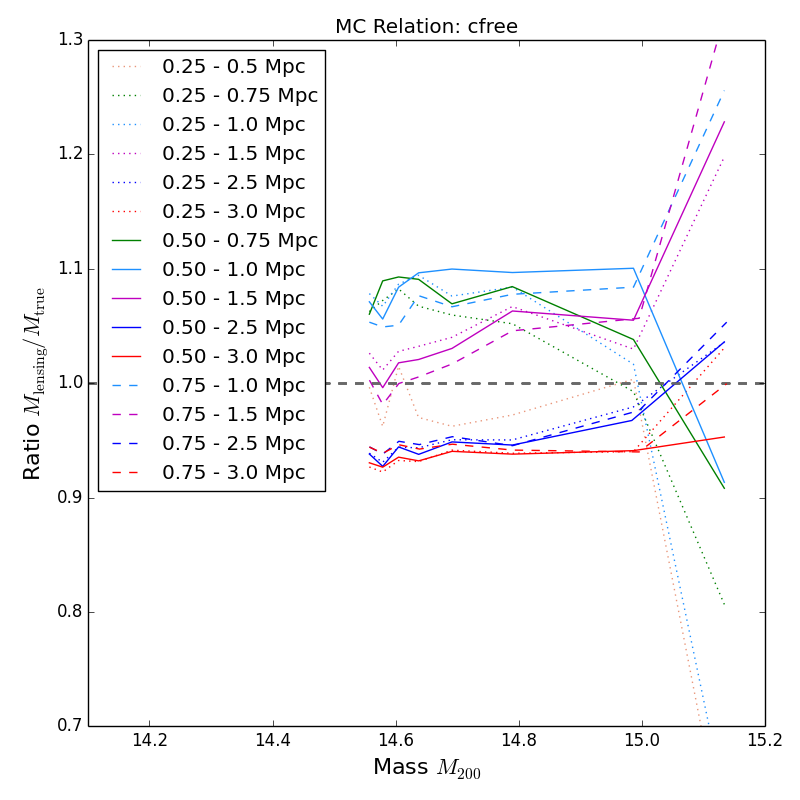 MC Relation: cfree
1.3
1.2
1.1
1.0
0.9
0.8
0.7
Ratio M_lensing/M_true
0.25 - 0.5 Mpc
0.25 - 0.75 Mpc
0.25 - 1.0 Mpc
0.25 - 1.5 Mpc
0.25 - 2.5 Mpc
0.25 - 3.0 Mpc
0.50 - 0.75 Mpc
0.50 - 1.0 Mpc
0.50 - 1.5 Mpc
0.50 - 2.5 Mpc
0.50 - 3.0 Mpc
0.75 - 1.0 Mpc
0.75 - 1.5 Mpc
0.75 - 2.5 Mpc
0.75 - 3.0 Mpc
14.2 14.4 14.6 14.8 15.0 15.2
Mass M_200